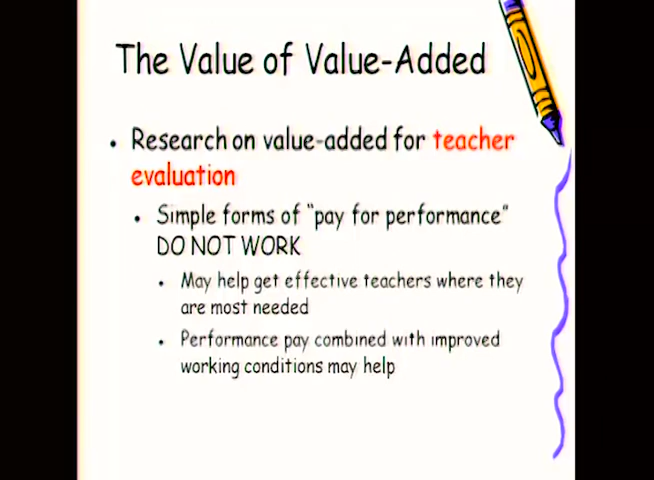 The Value of Value-Added
• Research on value-added for teacher
evaluation
• Simple forms of "pay for performance"
DO NOT WORK
• May help get effective teachers where they
are most needed
• Performance pay combined with improved
working conditions may help